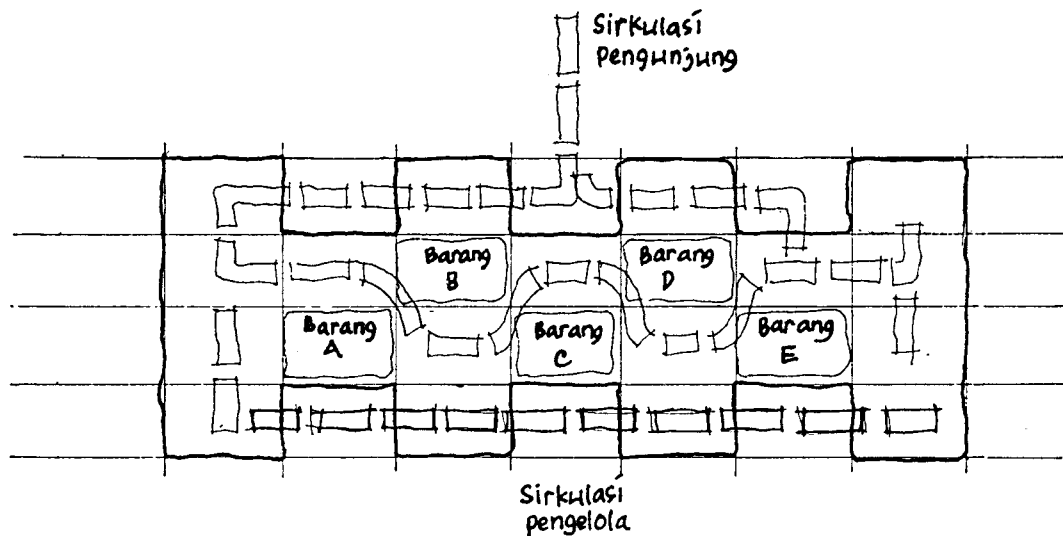 Sirkulasi
pengunjung
Barang
B
Barang
D
Barang
A
Barang
C
Barang
E
Sirkulasi
pengelola